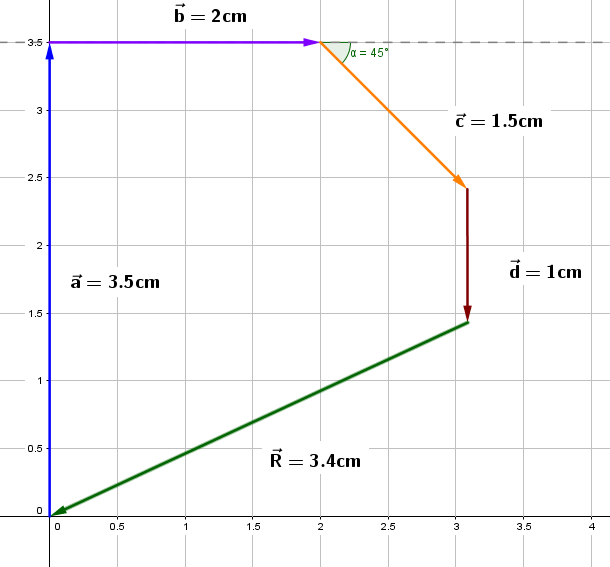 b⃗ = 2cm
3.5
α = 45°
3
c⃗ = 1.5cm
2.5
2
d⃗ = 1cm
a⃗ = 3.5cm
1.5
1
0.5
R⃗ = 3.4cm
0
0 0.5 1 1.5 2 2.5 3 3.5 4